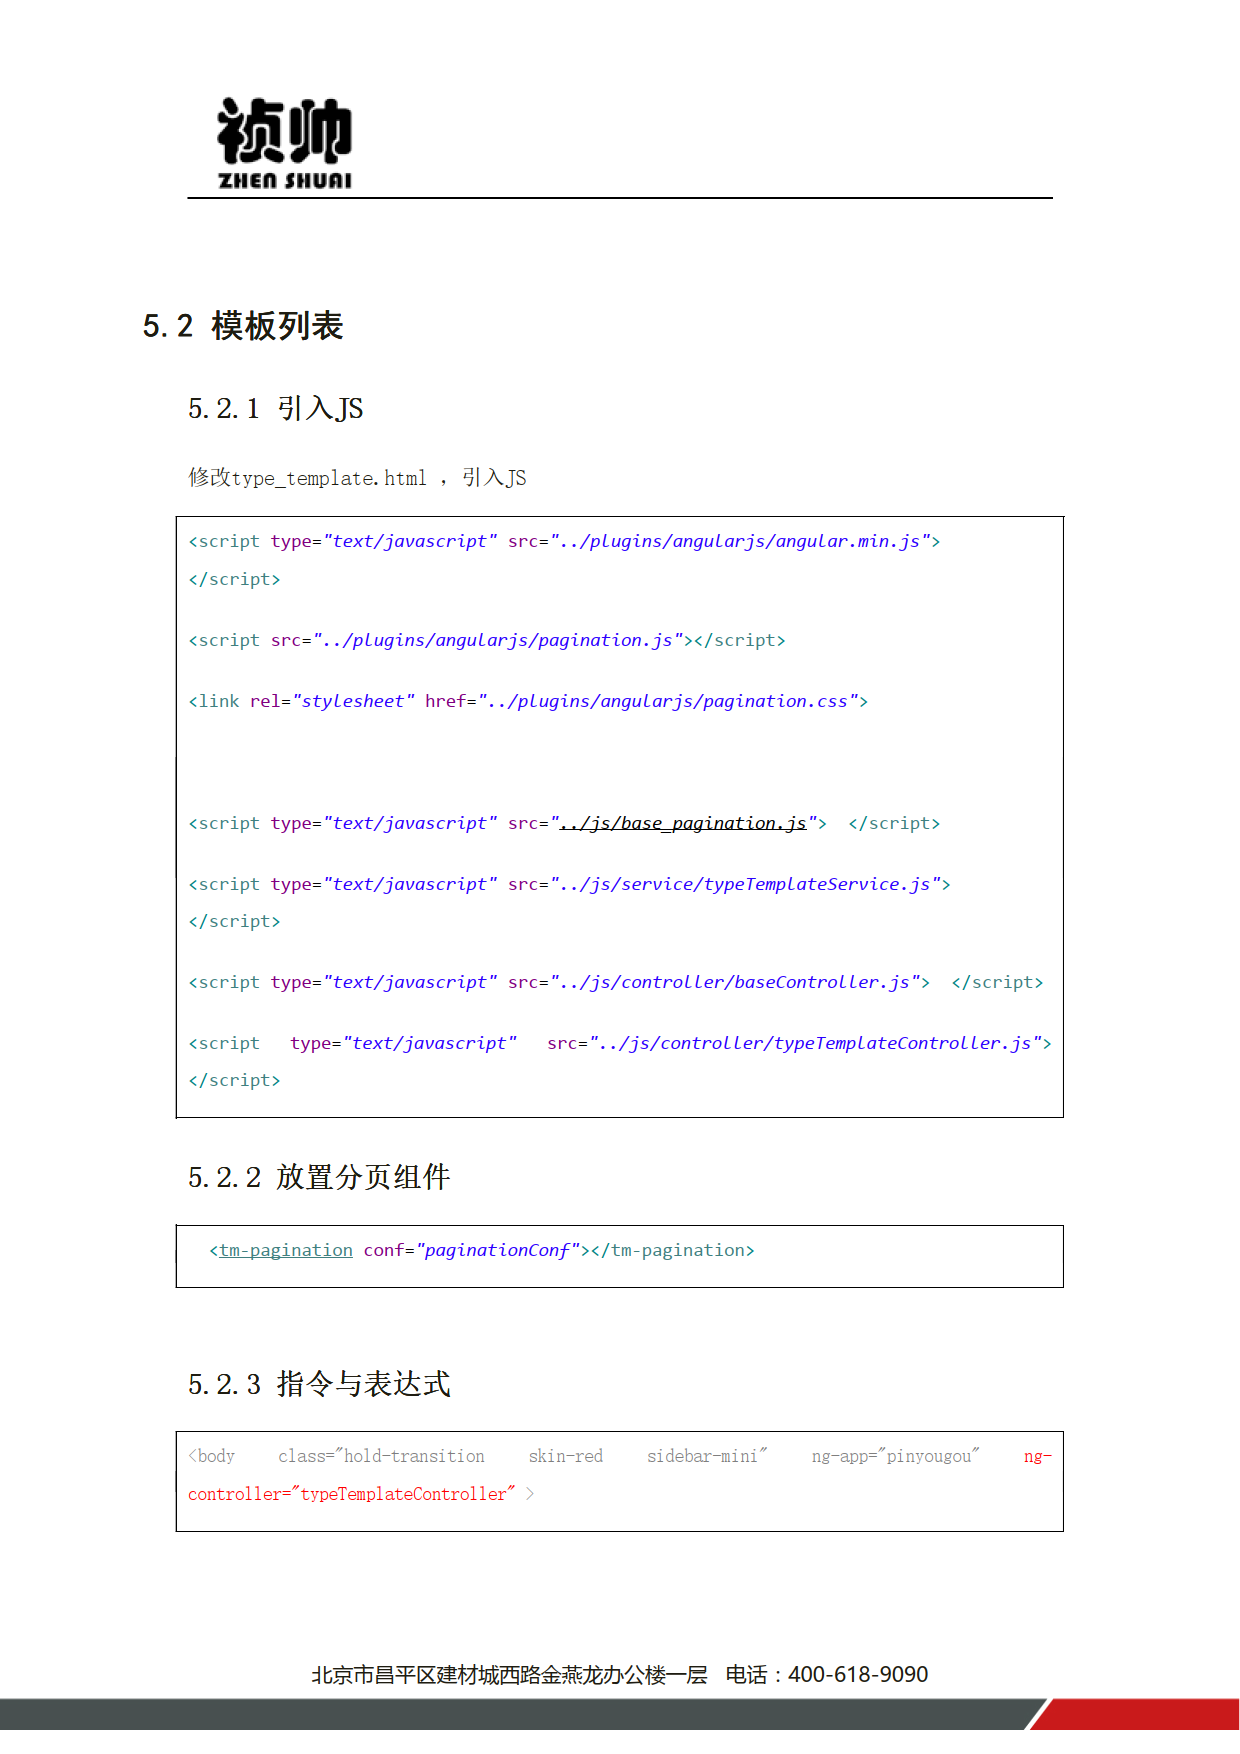 祯帅
ZHEN SHUAI
5.2 模板列表
5.2.1 引入JS
修改type_template.html ，引入JS
<script type="text/javascript" src="../plugins/angularjs/angular.min.js">
</script>
<script src="../plugins/angularjs/pagination.js"></script>
<link rel="stylesheet" href="../plugins/angularjs/pagination.css">
<script type="text/javascript" src="../js/base_pagination.js">  </script>
<script type="text/javascript" src="../js/service/typeTemplateService.js">
</script>
<script type="text/javascript" src="../js/controller/baseController.js">  </script>
<script type="text/javascript" src="../js/controller/typeTemplateController.js">
</script>
5.2.2 放置分页组件
<tm-pagination conf="paginationConf"></tm-pagination>
5.2.3 指令与表达式
<body class="hold-transition skin-red sidebar-mini" ng-app="pinyougou" ng-
controller="typeTemplateController" >
北京市昌平区建材城西路金燕龙办公楼一层 电话：400-618-9090